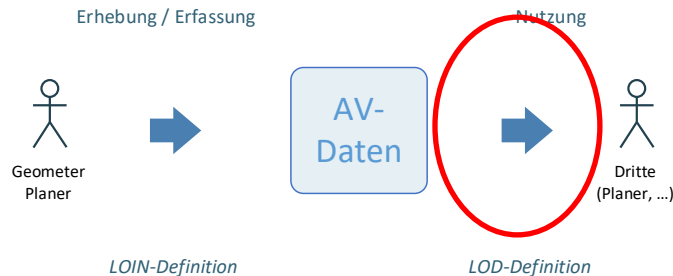 Erhebung / Erfassung
Nutzung
AV-
Daten
Geometer
Planer
Dritte
(Planer, ...)
LOIN-Definition
LOD-Definition